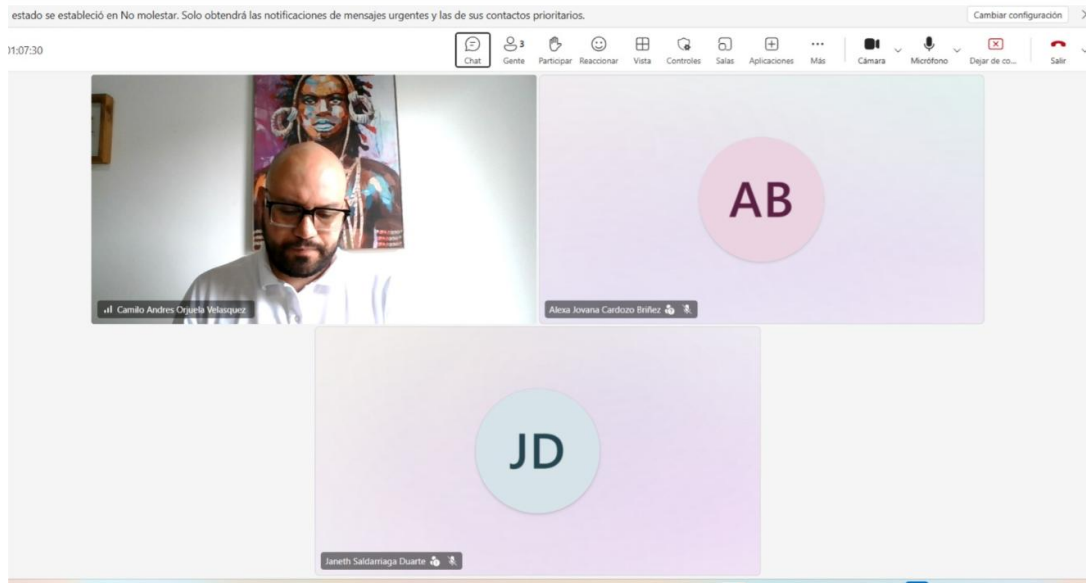 estado se estableció en No molestar. Solo obtendrá las notificaciones de mensajes urgentes y las de sus contactos prioritarios.
Cambiar configuración
01:07:30
3
Chat
Gente
Participar
Reaccionar
Vista
Controles
Salas
Aplicaciones
Más
Cámara
Micrófono
Dejar de co...
Salir
AB
Camilo Andres Orjuela Velasquez
Alexa Jovana Cardozo Briñez
JD
Janeth Saldarriaga Duarte